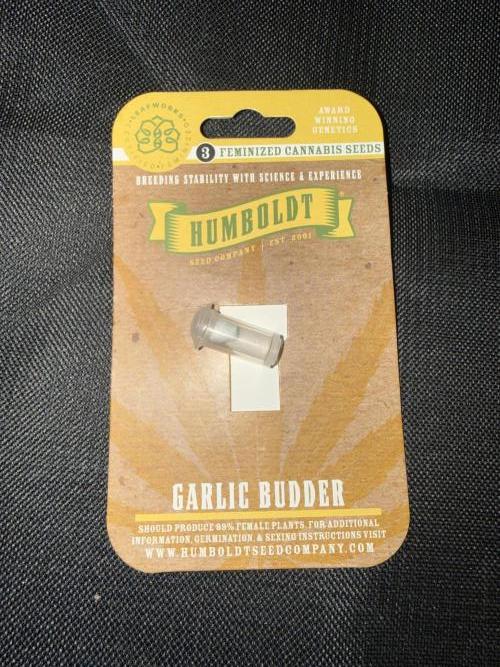 LEAFWORKS
AWARD
WINNING
GENETICS
3 FEMINIZED CANNABIS SEEDS
BREEDING STABILITY WITH SCIENCE & EXPERIENCE
HUMBOLDT
SEED COMPANY | EST. 2001
GARLIC BUDDER
SHOULD PRODUCE 99% FEMALE PLANTS. FOR ADDITIONAL
INFORMATION, GERMINATION, & SEXING INSTRUCTIONS VISIT
WWW.HUMBOLDTSEEDCOMPANY.COM